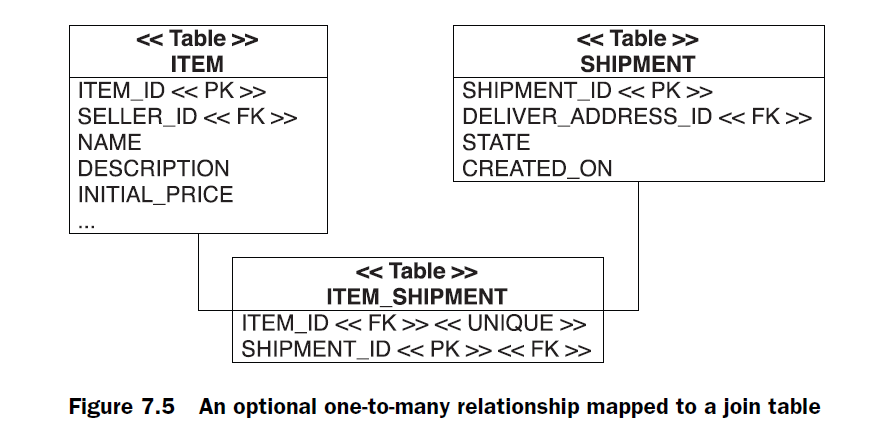 << Table >>
ITEM
ITEM_ID << PK >>
SELLER_ID << FK >>
NAME
DESCRIPTION
INITIAL_PRICE
...
<< Table >>
SHIPMENT
SHIPMENT_ID << PK >>
DELIVER_ADDRESS_ID << FK >>
STATE
CREATED_ON
<< Table >>
ITEM_SHIPMENT
ITEM_ID << FK >> << UNIQUE >>
SHIPMENT_ID << PK >> << FK >>
Figure 7.5 An optional one-to-many relationship mapped to a join table